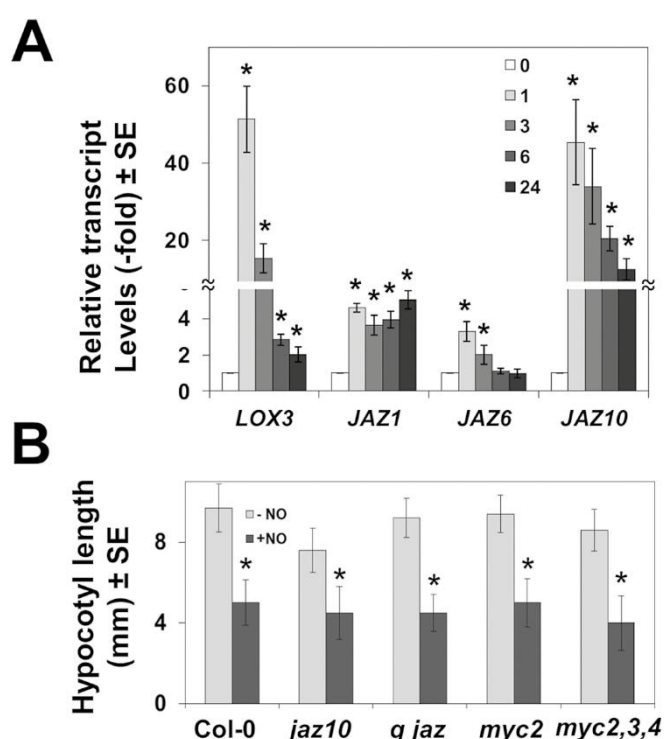 A
Relative transcript
Levels (-fold) ± SE
60
40
20
4
2
0
0
1
3
6
24
* * * * * * * * * * * * * *
LOX3 JAZ1 JAZ6 JAZ10
B
Hypocotyl length
(mm) ± SE
8
4
0
- NO
+NO
* * * * *
Col-0 jaz10 q jaz myc2 myc2,3,4